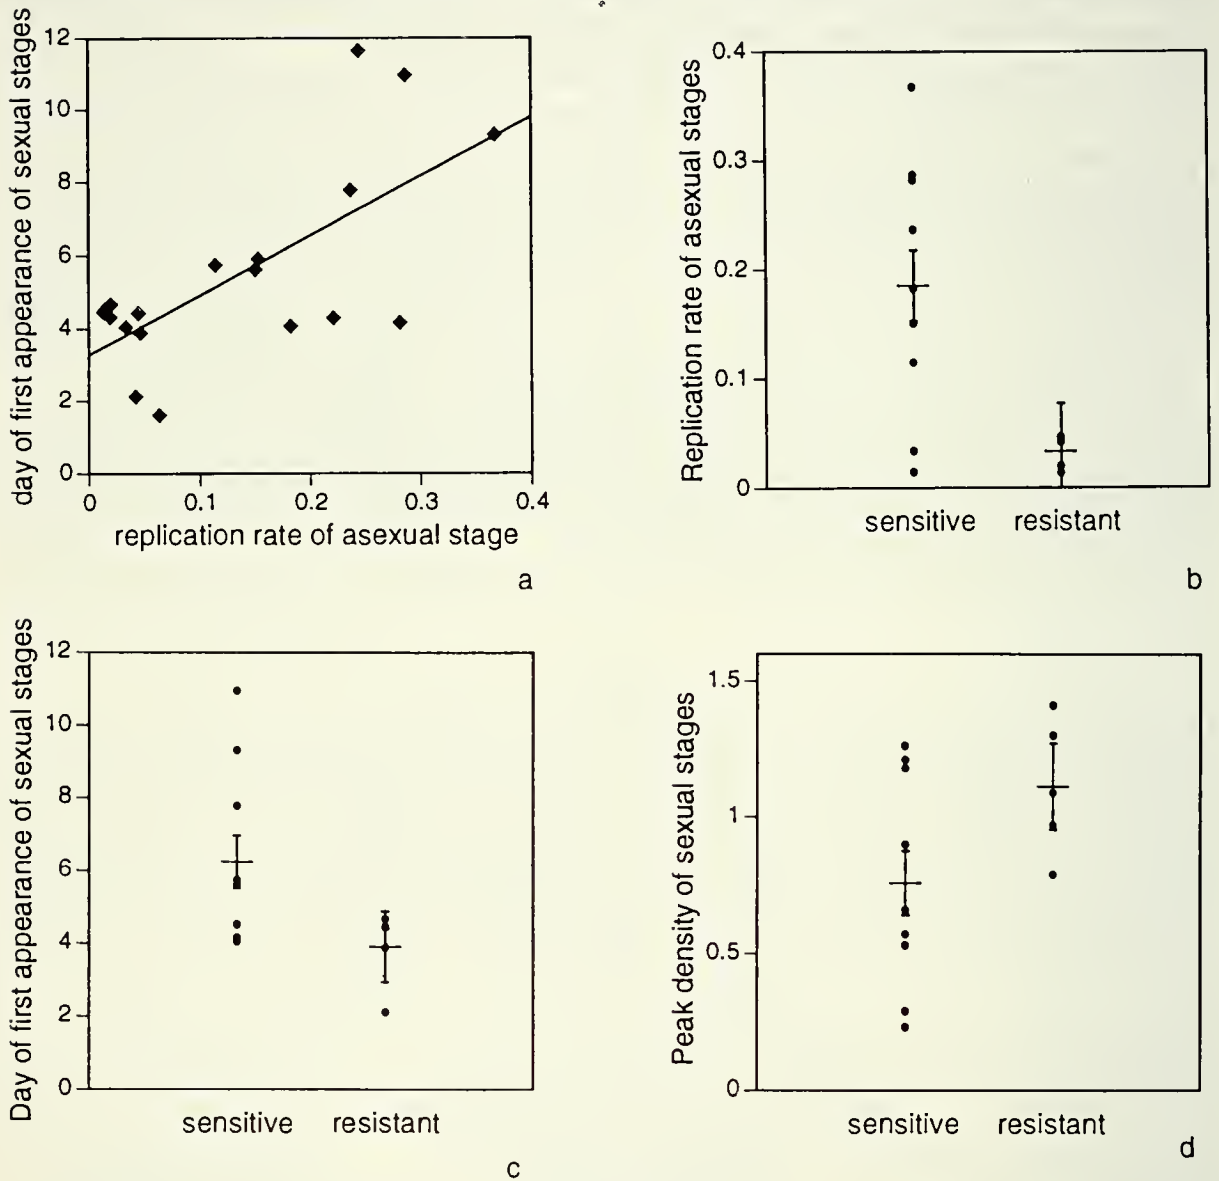 day of first appearance of sexual stages
12
10
8
6
4
2
0
0 0.1 0.2 0.3 0.4
replication rate of asexual stage
a
Replication rate of asexual stages
0.4
0.3
0.2
0.1
0
sensitive resistant
b
Day of first appearance of sexual stages
12
10
8
6
4
2
0
sensitive resistant
c
Peak density of sexual stages
1.5
1
0.5
0
sensitive resistant
d